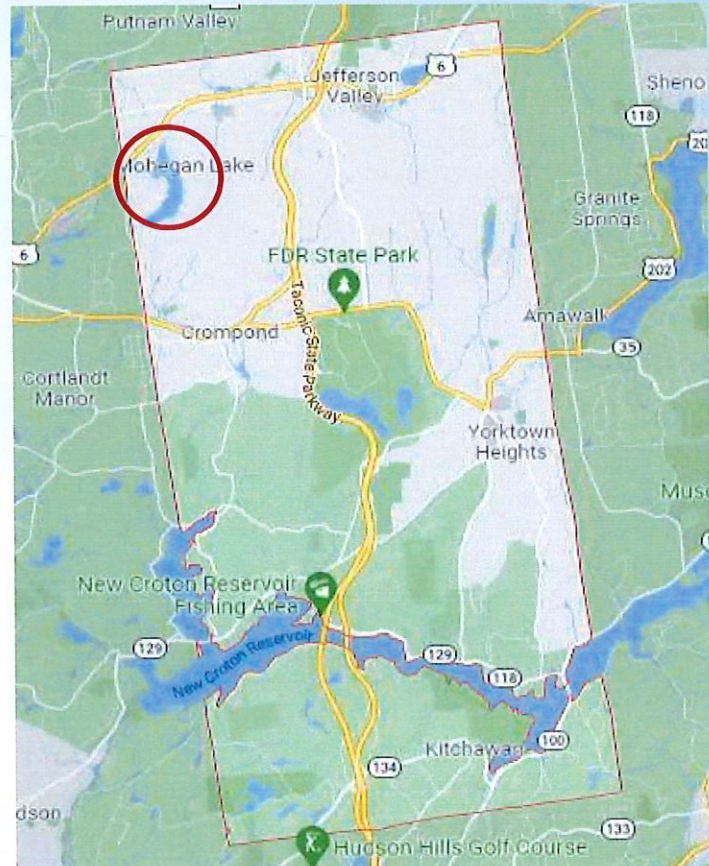 Putnam Valley
Jefferson
Valley
6
Sheno
118
Mohegan Lake
Granite
Springs
6
FDR State Park
202
Taconic State Parkway
Amawalk
Crompond
35
Cortlandt
Manor
Yorktown
Heights
New Croton Reservoir
Fishing Area
129
New Croton Reservoir
129
118
Kitchawan
100
134
dson
133
Hudson Hills Golf Course